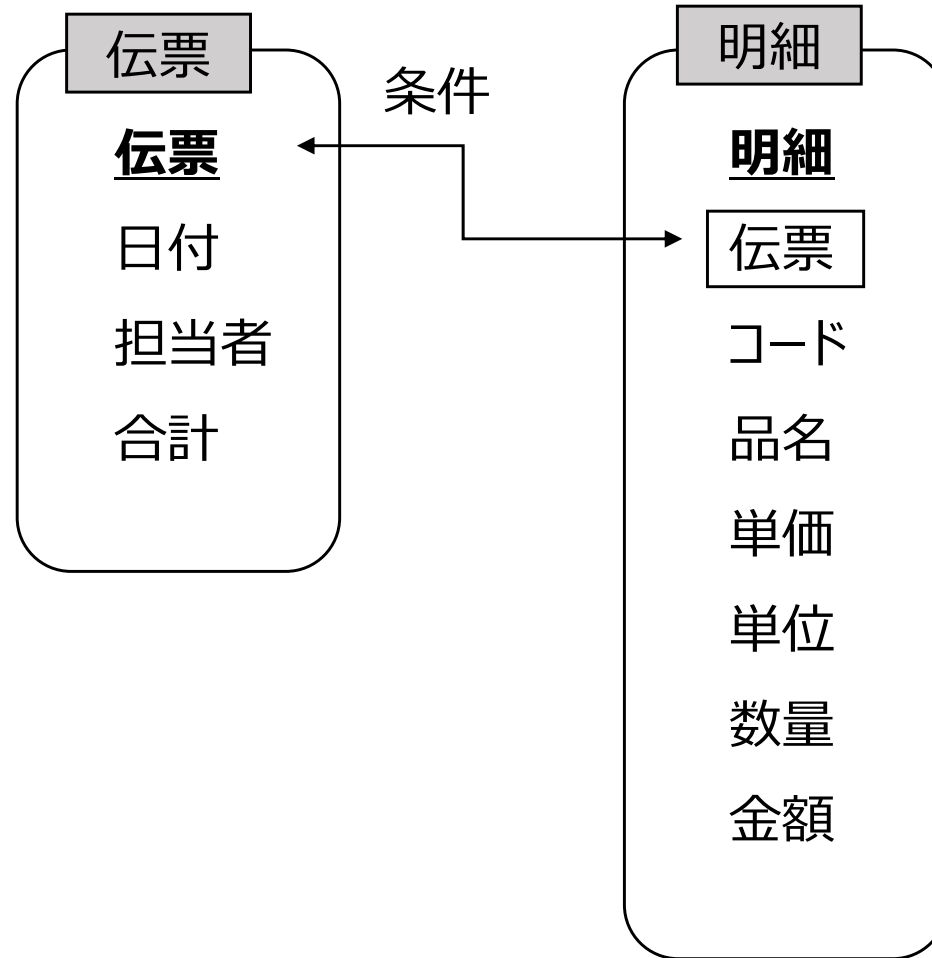 伝票
伝票
日付
担当者
合計
条件
明細
明細
伝票
コード
品名
単価
単位
数量
金額